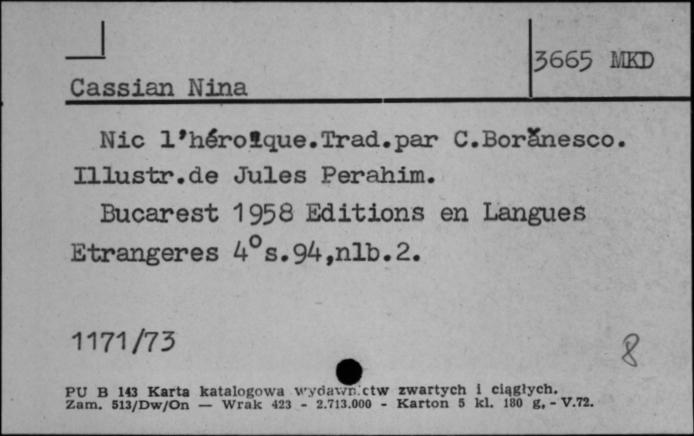 3665 MKD
Cassian Nina
Nic l'héroïque.Trad.par C.Borănesco.
Illustr.de Jules Perahim.
Bucarest 1958 Editions en Langues
Etrangeres 4° s.94,nlb.2.
1171/73
8
PU B 143 Karta katalogowa wydawnictw zwartych i ciągłych.
Zam. 513/Dw/On — Wrak 423 - 2.713.000 - Karton 5 kl. 180 g. - V.72.